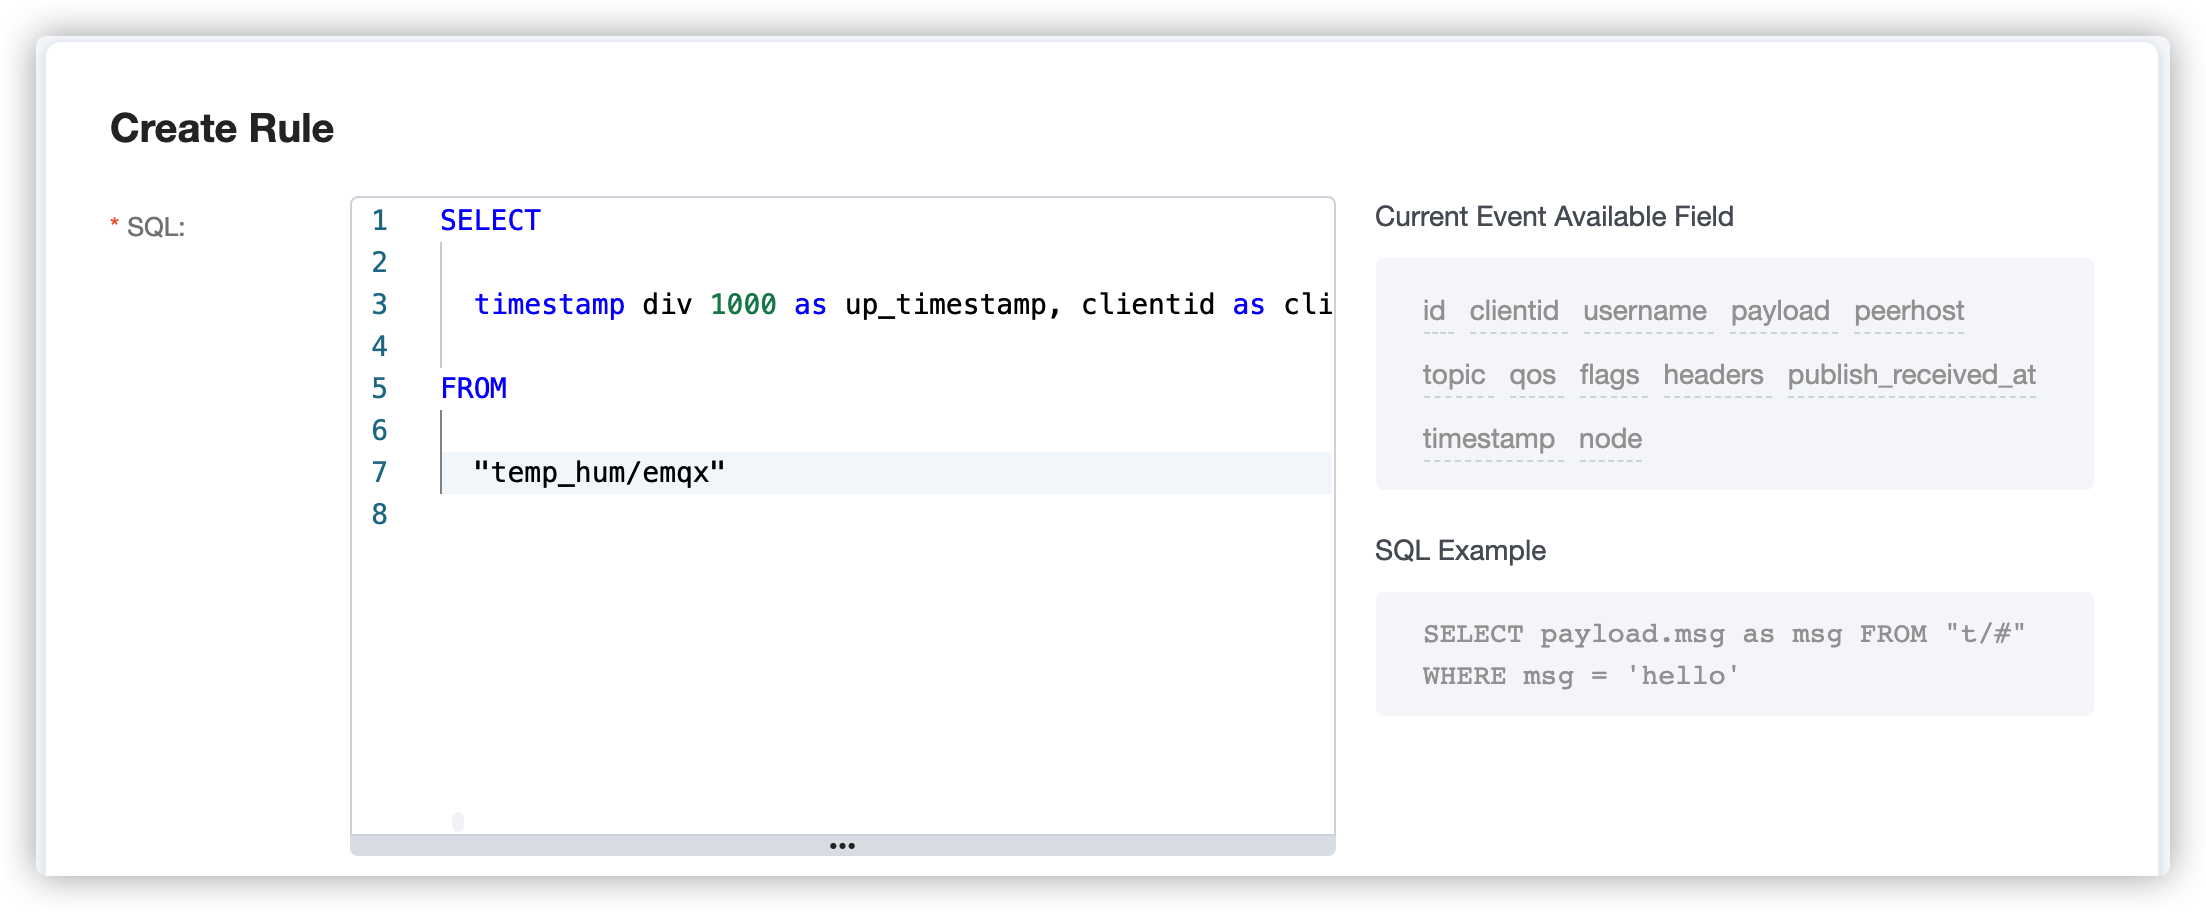 Create Rule
* SQL:
1 SELECT
2
3 timestamp div 1000 as up_timestamp, clientid as cli
4
5 FROM
6
7 "temp_hum/emqx"
8
Current Event Available Field
id clientid username payload peerhost
topic qos flags headers publish_received_at
timestamp node
SQL Example
SELECT payload.msg as msg FROM "t/#"
WHERE msg = 'hello'